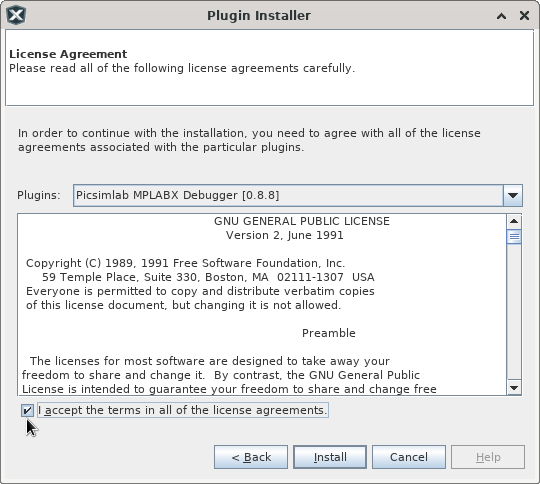 Plugin Installer
License Agreement
Please read all of the following license agreements carefully.
In order to continue with the installation, you need to agree with all of the license
agreements associated with the particular plugins.
Plugins: Picsimlab MPLABX Debugger [0.8.8]
GNU GENERAL PUBLIC LICENSE
Version 2, June 1991
Copyright (C) 1989, 1991 Free Software Foundation, Inc.
59 Temple Place, Suite 330, Boston, MA  02111-1307  USA
Everyone is permitted to copy and distribute verbatim copies
of this license document, but changing it is not allowed.
Preamble
The licenses for most software are designed to take away your
freedom to share and change it.  By contrast, the GNU General Public
License is intended to guarantee your freedom to share and change free
I accept the terms in all of the license agreements.
< Back Install Cancel Help